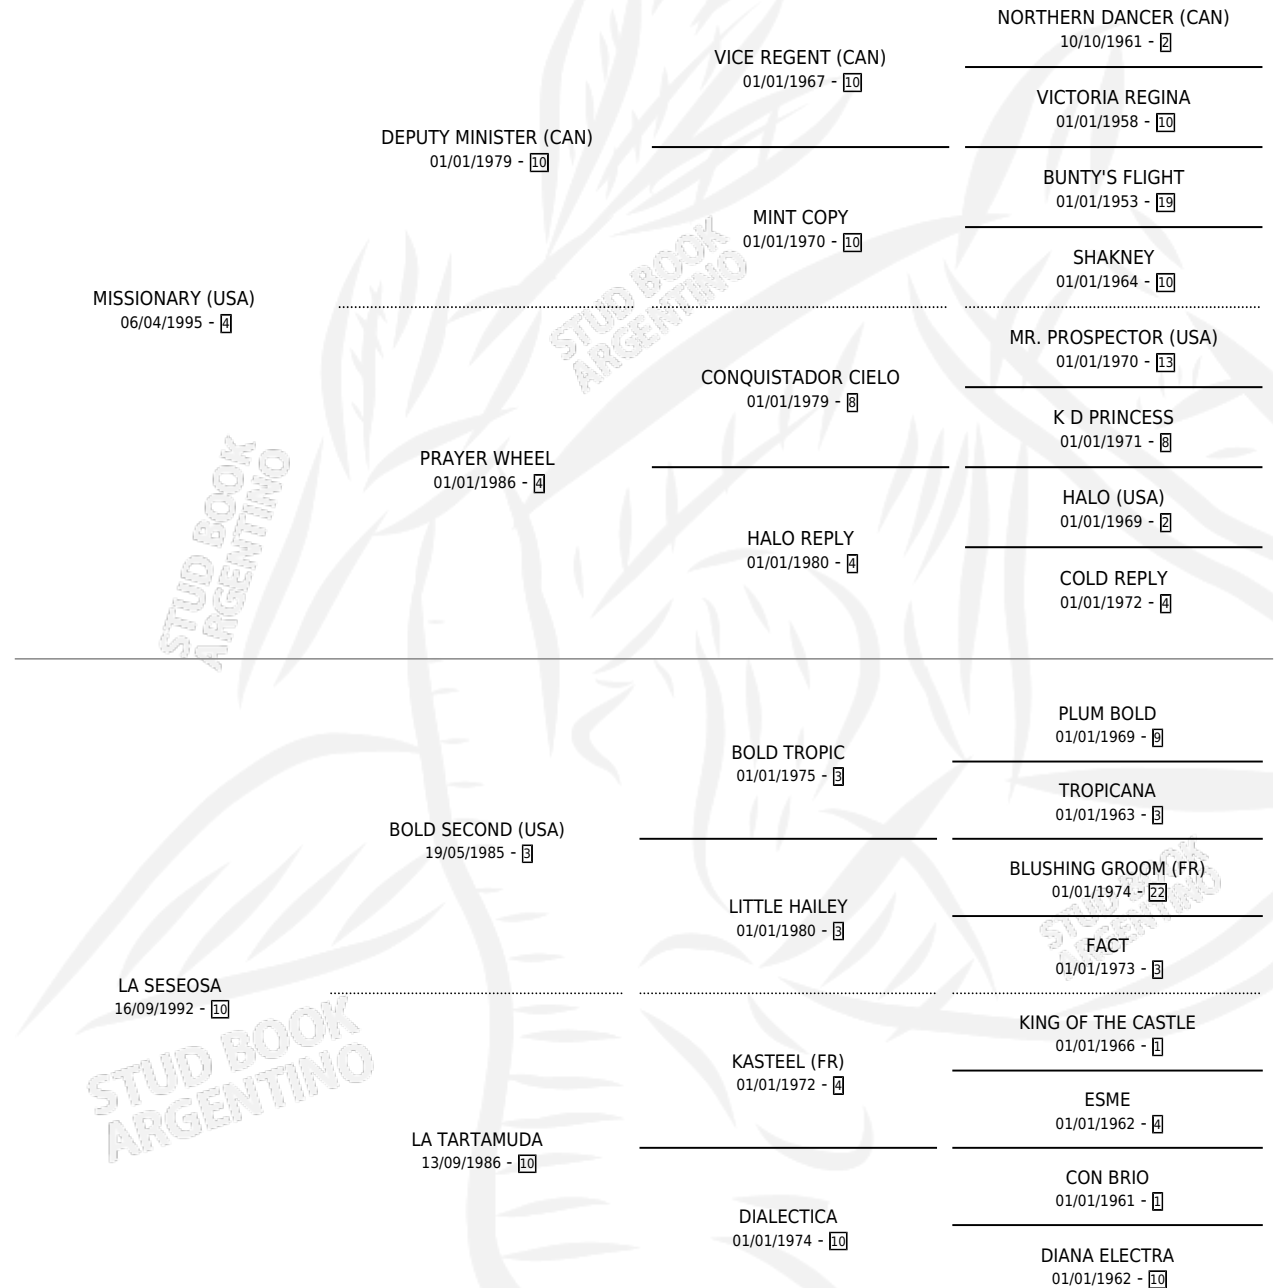 NORTHERN DANCER (CAN)
10/10/1961 - 2
VICE REGENT (CAN)
01/01/1967 - 10
VICTORIA REGINA
01/01/1958 - 10
DEPUTY MINISTER (CAN)
01/01/1979 - 10
BUNTY'S FLIGHT
01/01/1953 - 19
MINT COPY
01/01/1970 - 10
SHAKNEY
01/01/1964 - 10
MISSIONARY (USA)
06/04/1995 - 4
STUD BOOK
ARGENTINO
MR. PROSPECTOR (USA)
01/01/1970 - 13
CONQUISTADOR CIELO
01/01/1979 - 8
K D PRINCESS
01/01/1971 - 8
PRAYER WHEEL
01/01/1986 - 4
HALO (USA)
01/01/1969 - 2
HALO REPLY
01/01/1980 - 4
COLD REPLY
01/01/1972 - 4
STUD BOOK
ARGENTINO
PLUM BOLD
01/01/1969 - 9
BOLD TROPIC
01/01/1975 - 3
TROPICANA
01/01/1963 - 3
BOLD SECOND (USA)
19/05/1985 - 3
BLUSHING GROOM (FR)
01/01/1974 - 22
LITTLE HAILEY
01/01/1980 - 3
STUD BOOK
ARGENTINO
FACT
01/01/1973 - 3
LA SESEOSA
16/09/1992 - 10
KING OF THE CASTLE
01/01/1966 - 1
STUD BOOK
ARGENTINO
KASTEEL (FR)
01/01/1972 - 4
ESME
01/01/1962 - 4
LA TARTAMUDA
13/09/1986 - 10
CON BRIO
01/01/1961 - 1
DIALECTICA
01/01/1974 - 10
DIANA ELECTRA
01/01/1962 - 10